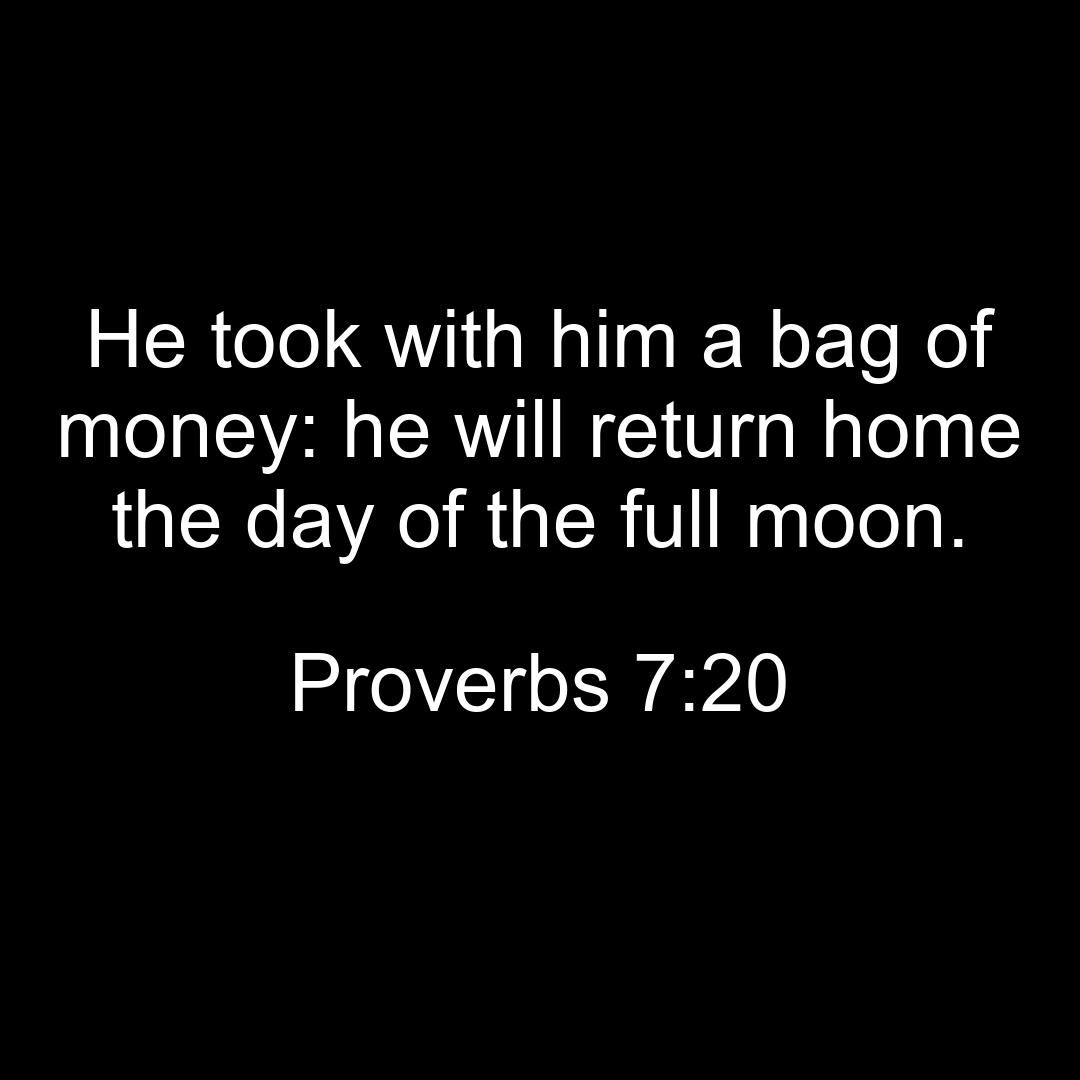 He took with him a bag of
money: he will return home
the day of the full moon.
Proverbs 7:20